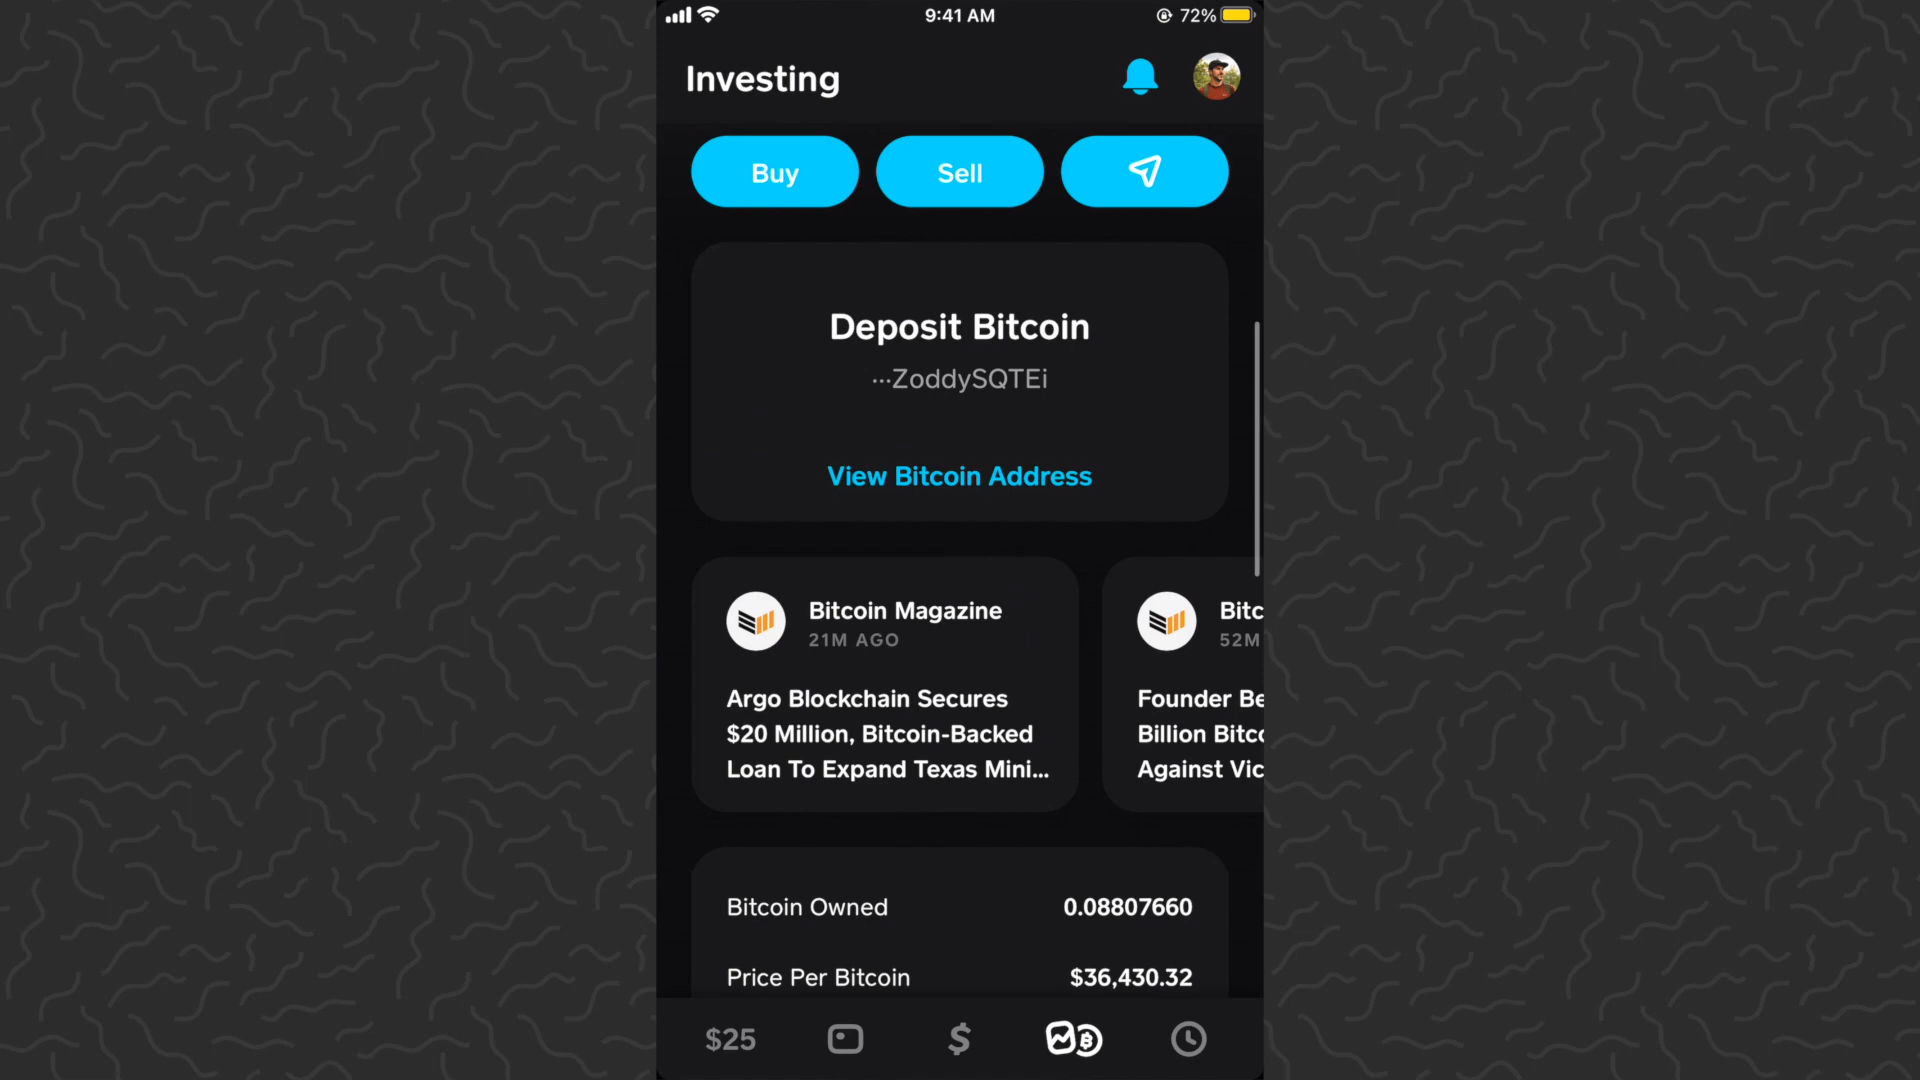 9:41 AM
72%
Investing
Buy
Sell
Deposit Bitcoin
···ZoddySQTEi
View Bitcoin Address
Bitcoin Magazine
21M AGO
Argo Blockchain Secures
$20 Million, Bitcoin-Backed
Loan To Expand Texas Mini...
Bitc
52M
Founder Be
Billion Bitco
Against Vic
Bitcoin Owned
0.08807660
Price Per Bitcoin
$36,430.32
$25